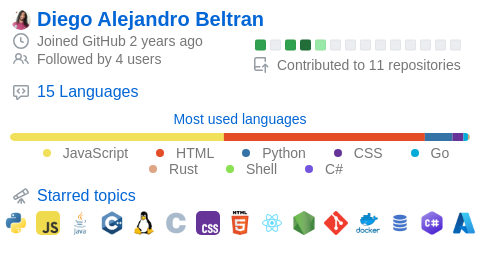 Diego Alejandro Beltran
Joined GitHub 2 years ago
Followed by 4 users
Contributed to 11 repositories
15 Languages
Most used languages
JavaScript HTML Python CSS Go
Rust Shell C#
Starred topics
JS Java C++ C CSS HTML docker C#